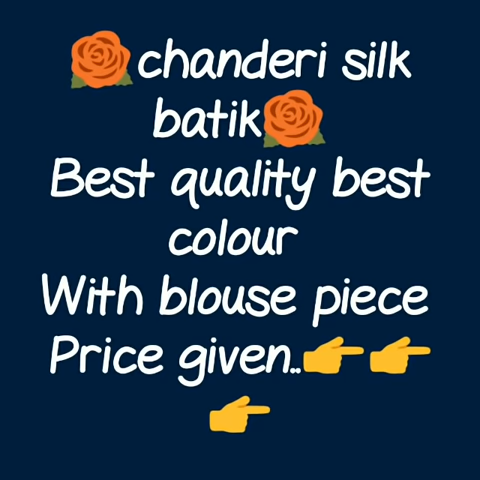 🌹chanderi silk
batik🌹
Best quality best
colour
With blouse piece
Price given..👉👉
👉